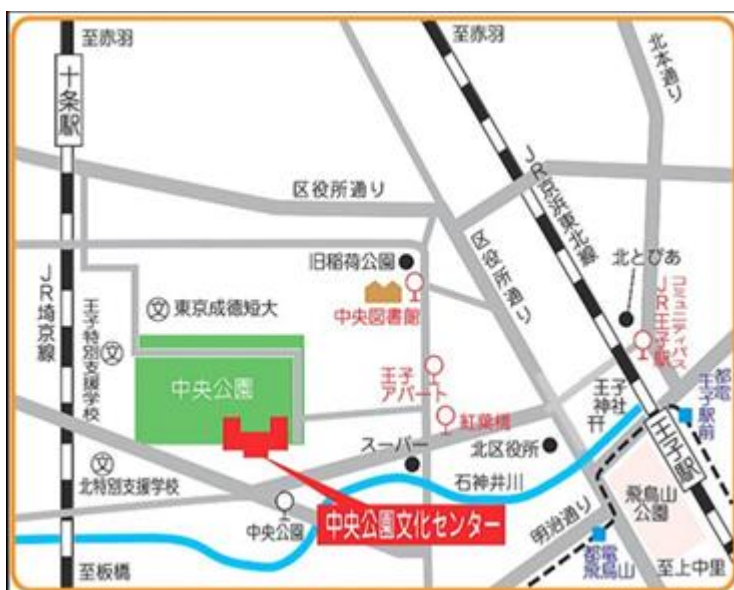 至赤羽
至赤羽
北本通り
十条駅
JR京浜東北線
区役所通り
区役所通り
旧稲荷公園
北とぴあ
コミュニティバス
JR王子駅
JR埼京線
王子特別支援学校
文
文
東京成徳短大
中央図書館
中央公園
王子
アパート
王子
神社
都電
王子駅前
紅葉橋
スーパー
北区役所
王子駅
文
北特別支援学校
石神井川
飛鳥山
公園
中央公園
中央公園文化センター
明治通り
都電
飛鳥山
至板橋
至上中里